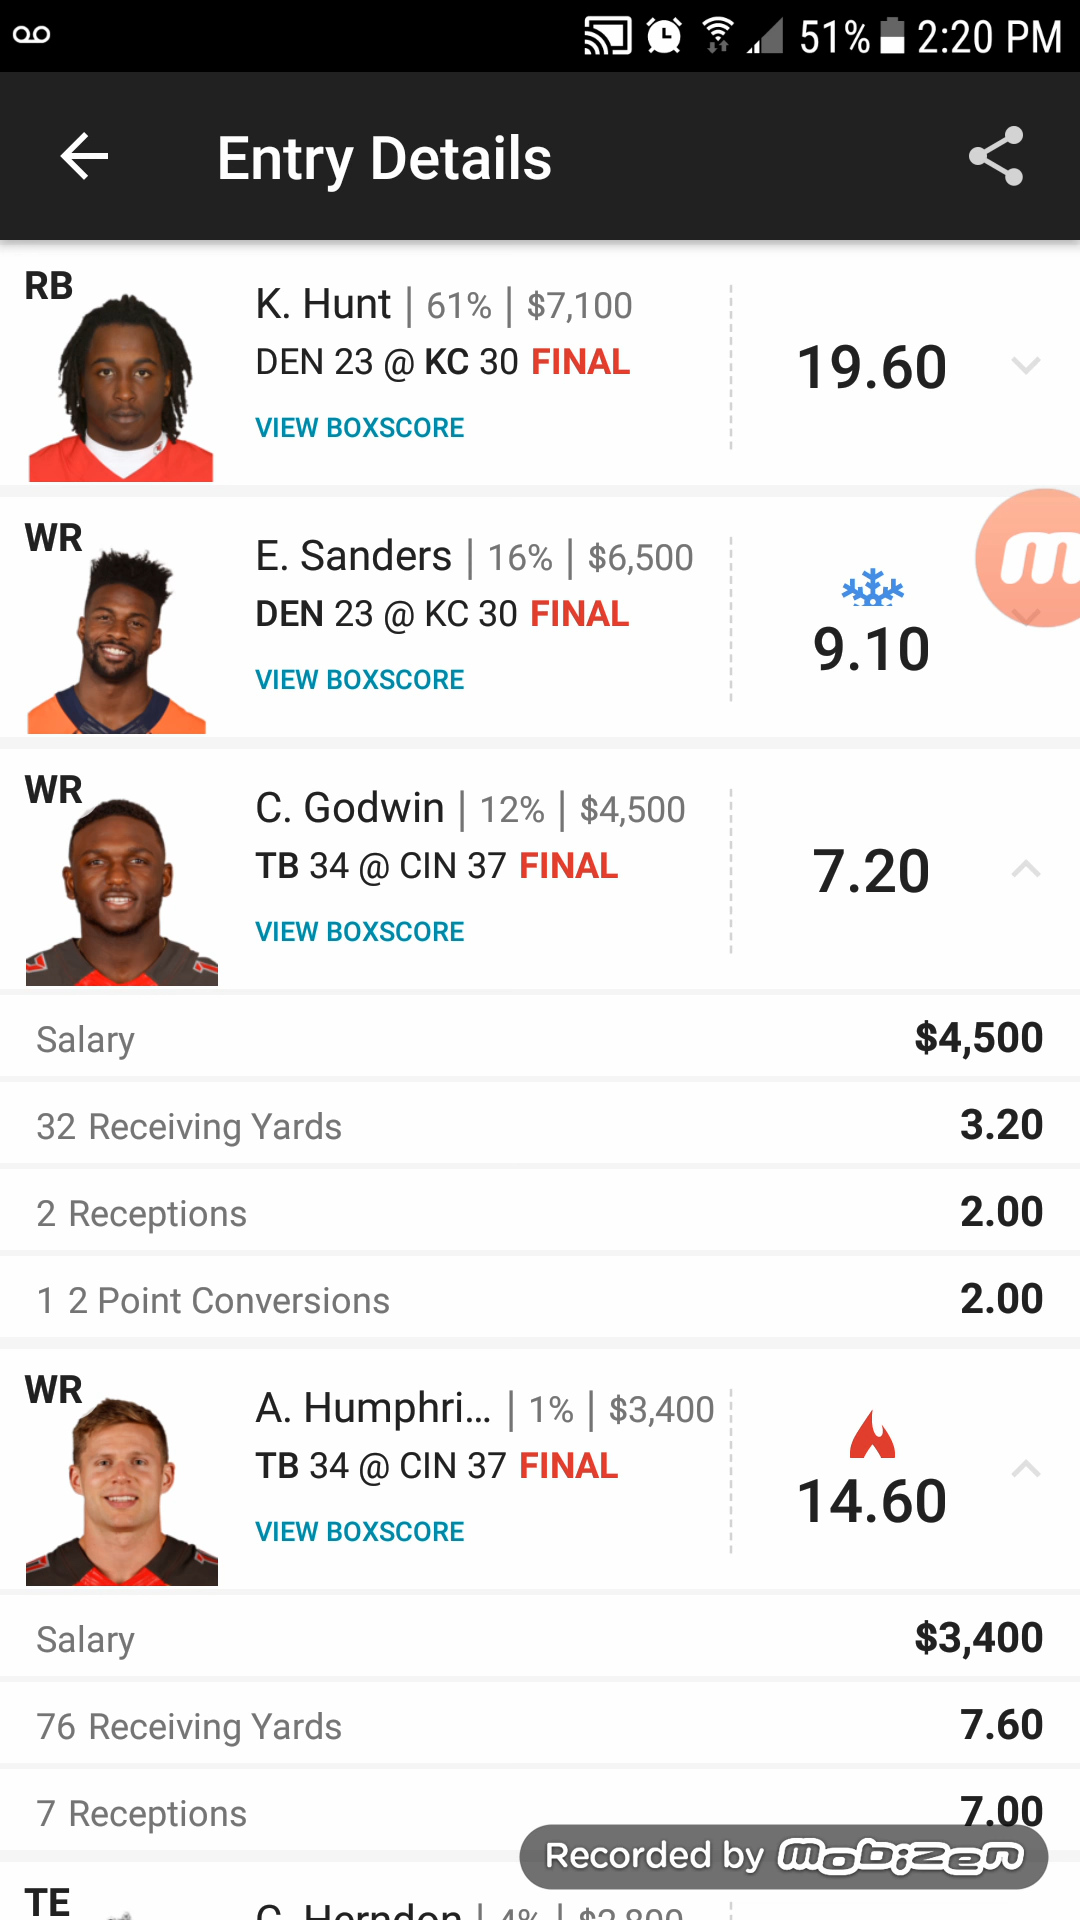 51% 2:20 PM
Entry Details
RB
K. Hunt | 61% | $7,100
DEN 23 @ KC 30 FINAL
VIEW BOXSCORE
19.60
WR
E. Sanders | 16% | $6,500
DEN 23 @ KC 30 FINAL
VIEW BOXSCORE
9.10
m
WR
C. Godwin | 12% | $4,500
TB 34 @ CIN 37 FINAL
VIEW BOXSCORE
7.20
Salary $4,500
32 Receiving Yards 3.20
2 Receptions 2.00
1 2 Point Conversions 2.00
WR
A. Humphri... | 1% | $3,400
TB 34 @ CIN 37 FINAL
VIEW BOXSCORE
14.60
Salary $3,400
76 Receiving Yards 7.60
7 Receptions 7.00
Recorded by mobizen
TE
C. Herndon | 4% | $2,800